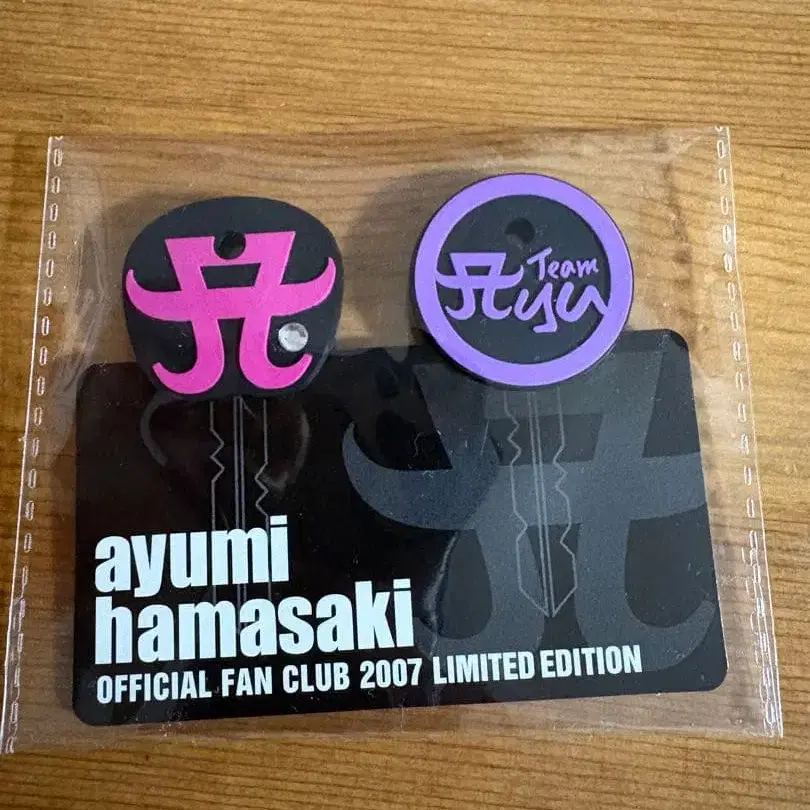 Team
Ayu
ayumi
hamasaki
OFFICIAL FAN CLUB 2007 LIMITED EDITION